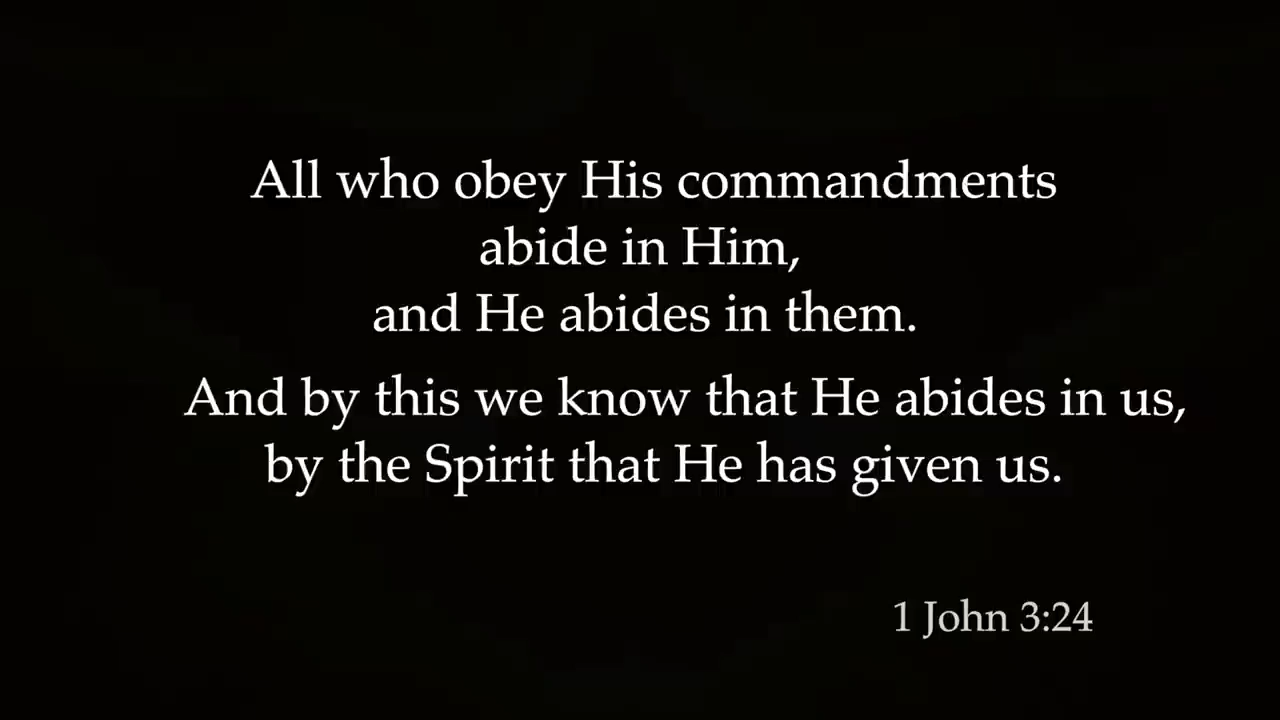 All who obey His commandments
abide in Him,
and He abides in them.
And by this we know that He abides in us,
by the Spirit that He has given us.
1 John 3:24